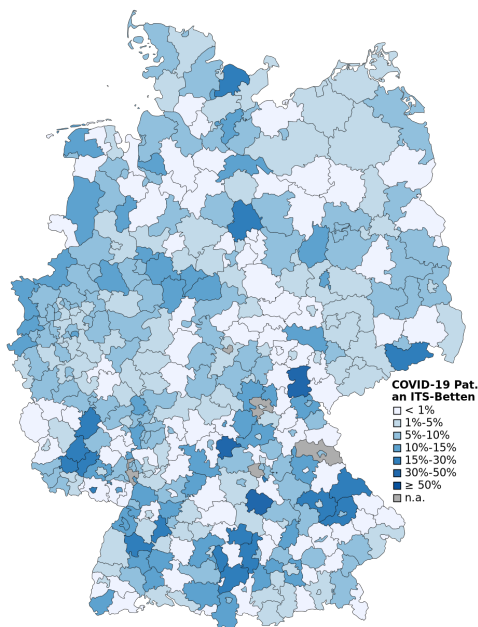 COVID-19 Pat.
an ITS-Betten
< 1%
1%-5%
5%-10%
10%-15%
15%-30%
30%-50%
≥ 50%
n.a.